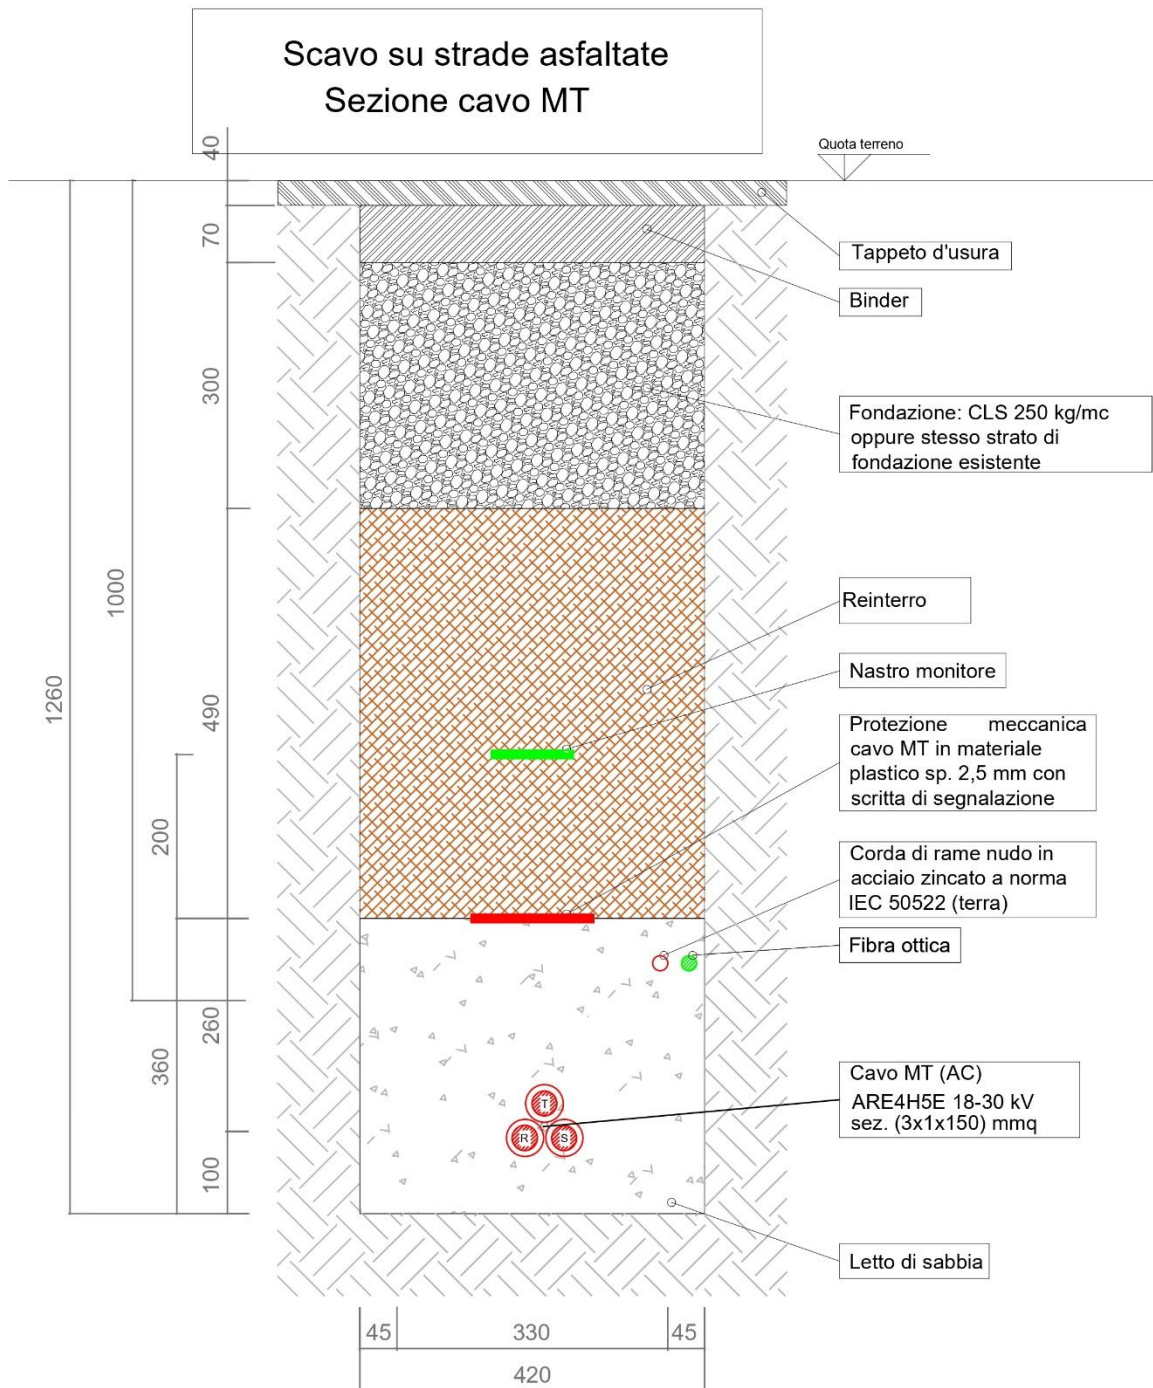 Scavo su strade asfaltate
Sezione cavo MT
Quota terreno
40
70
300
490
260
100
1000
1260
200
360
Tappeto d'usura
Binder
Fondazione: CLS 250 kg/mc
oppure stesso strato di
fondazione esistente
Reinterro
Nastro monitore
Protezione meccanica
cavo MT in materiale
plastico sp. 2,5 mm con
scritta di segnalazione
Corda di rame nudo in
acciaio zincato a norma
IEC 50522 (terra)
Fibra ottica
Cavo MT (AC)
ARE4H5E 18-30 kV
sez. (3x1x150) mmq
T
R
S
Letto di sabbia
45
330
45
420